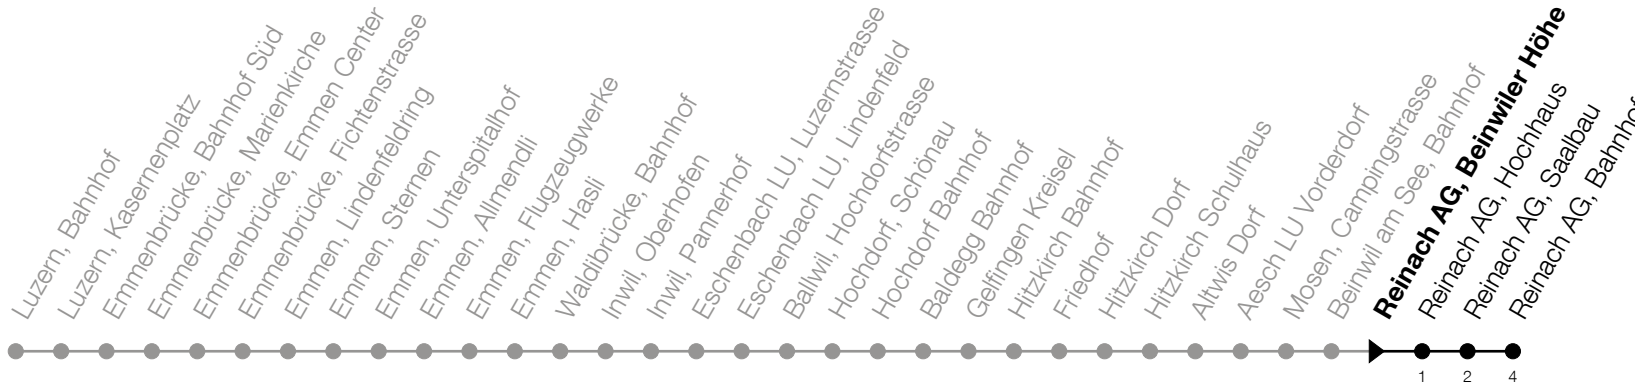 Luzern, Bahnhof
Luzern, Kasernenplatz
Emmenbrücke, Bahnhof Süd
Emmenbrücke, Marienkirche
Emmenbrücke, Emmen Center
Emmenbrücke, Fichtenstrasse
Emmen, Lindenfeldring
Emmen, Sternen
Emmen, Unterspitalhof
Emmen, Allmendli
Emmen, Flugzeugwerke
Emmen, Hasli
Waldibrücke, Bahnhof
Inwil, Oberhofen
Inwil, Pannerhof
Eschenbach LU, Luzernstrasse
Eschenbach LU, Lindenfeld
Ballwil, Hochdorfstrasse
Hochdorf, Schönau
Hochdorf Bahnhof
Baldegg Bahnhof
Gelfingen Kreisel
Hitzkirch Bahnhof
Friedhof
Hitzkirch Dorf
Hitzkirch Schulhaus
Altwis Dorf
Aesch LU Vorderdorf
Mosen, Campingstrasse
Beinwil am See, Bahnhof
Reinach AG, Beinwiler Höhe
Reinach AG, Hochhaus
Reinach AG, Saalbau
Reinach AG, Bahnhof
1 2 4